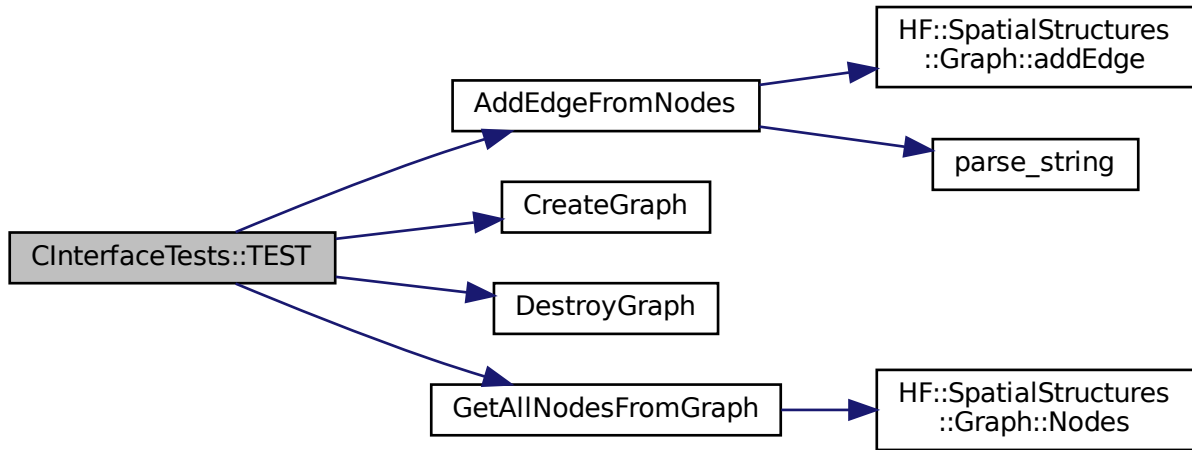 CInterfaceTests::TEST
AddEdgeFromNodes
HF::SpatialStructures
::Graph::addEdge
parse_string
CreateGraph
DestroyGraph
GetAllNodesFromGraph
HF::SpatialStructures
::Graph::Nodes